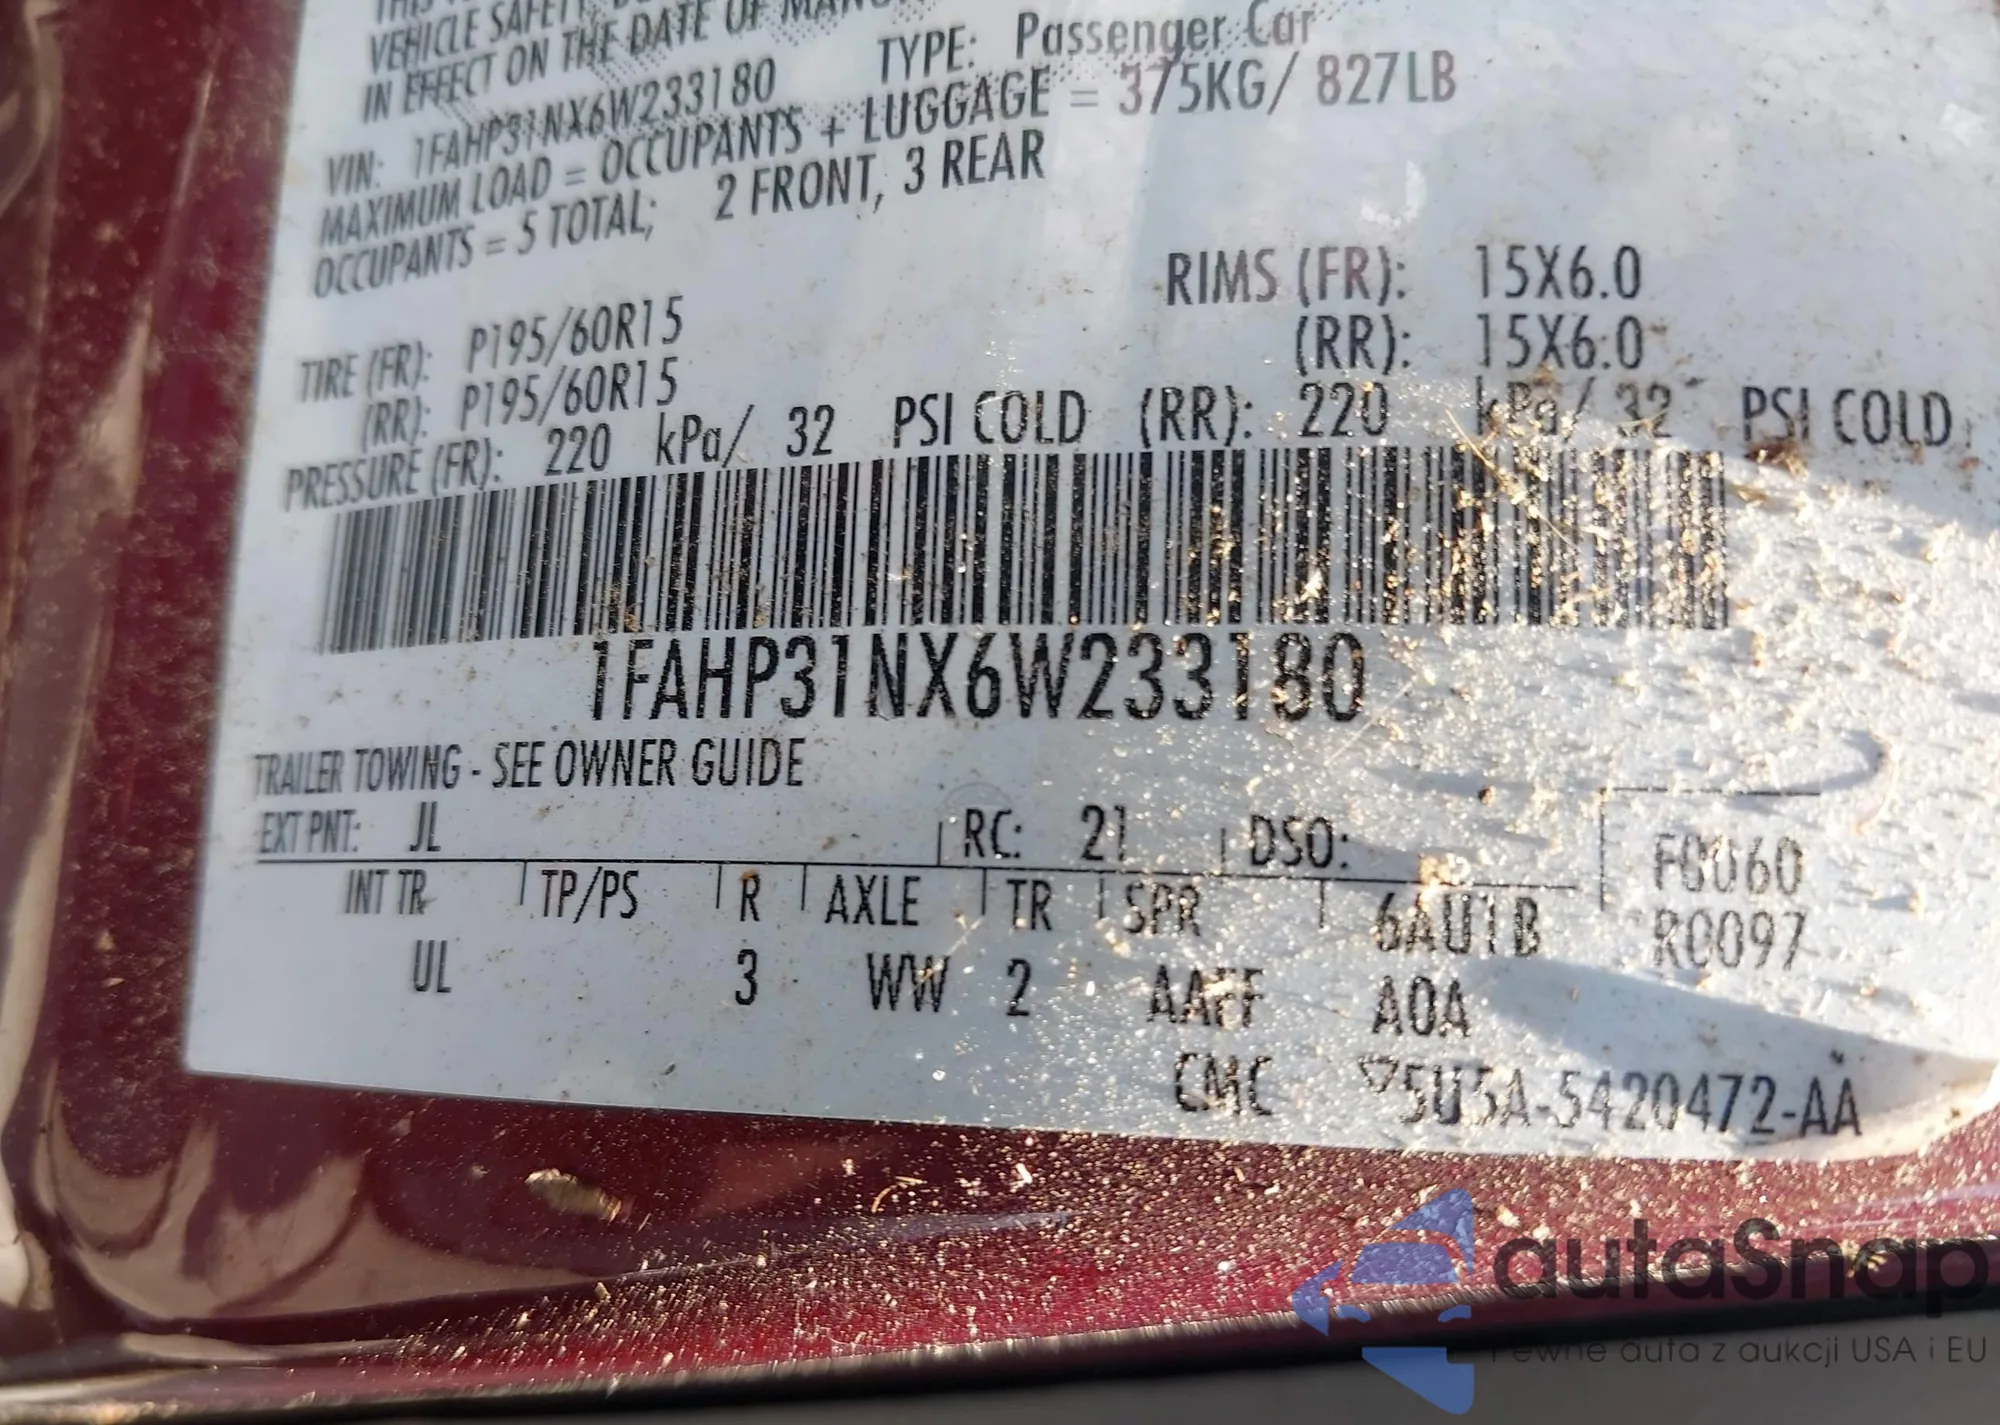 VEHICLE SAFETY
IN EFFECT ON THE DATE OF
VIN: 1FAHP31NX6W233180 TYPE: Passenger Car
MAXIMUM LOAD = OCCUPANTS + LUGGAGE = 375KG/ 827LB
OCCUPANTS = 5 TOTAL; 2 FRONT, 3 REAR
TIRE (FR): P195/60R15 RIMS (FR): 15X6.0
(RR): P195/60R15 (RR): 15X6.0
PRESSURE (FR): 220 kPa/ 32 PSI COLD (RR): 220 kPa/ 32 PSI COLD
1FAHP31NX6W233180
TRAILER TOWING - SEE OWNER GUIDE
EXT PNT: JL RC: 21 DSO: F0060
INT TR TP/PS R AXLE TR SPR 6AU1B R0097
UL 3 WW 2 AAFF A0A
CMC 5U5A-5420472-AA
autaSnap
Pewne auta z aukcji USA i EU